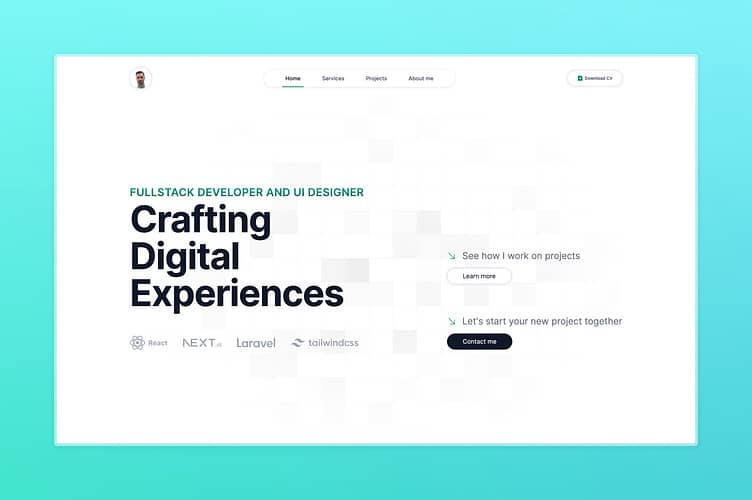 Home Services Projects About me
Download CV
FULLSTACK DEVELOPER AND UI DESIGNER
Crafting
Digital
Experiences
See how I work on projects
Learn more
Let's start your new project together
Contact me
React NEXT.JS Laravel tailwindcss